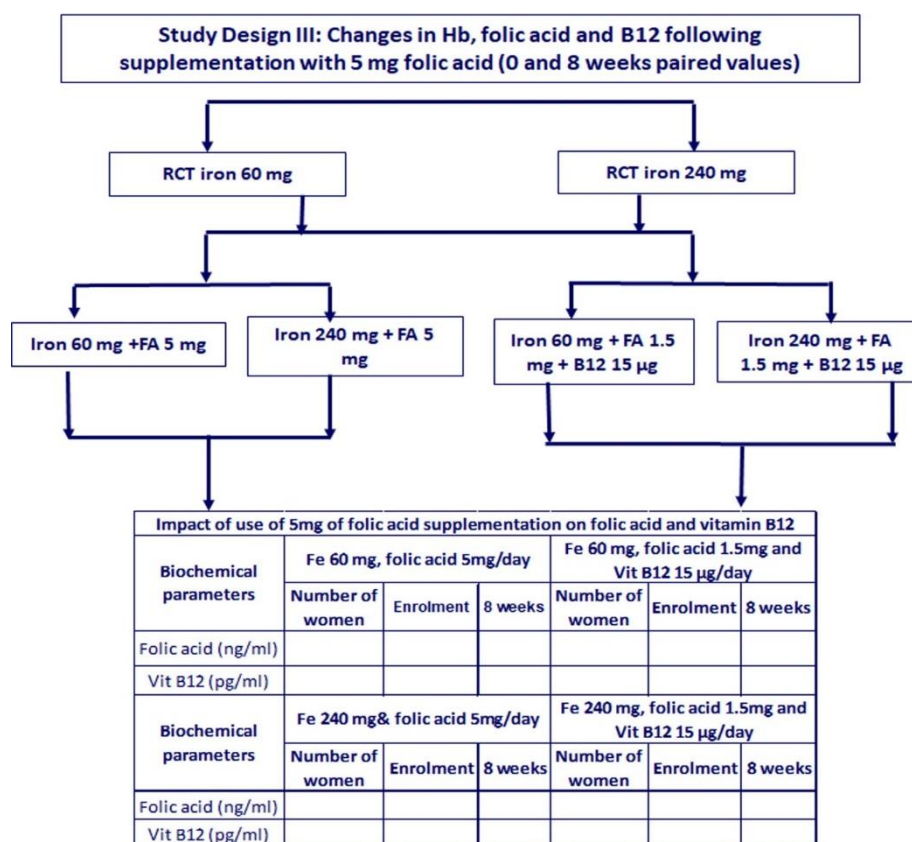 Study Design III: Changes in Hb, folic acid and B12 following
supplementation with 5 mg folic acid (0 and 8 weeks paired values)
RCT iron 60 mg
RCT iron 240 mg
Iron 60 mg +FA 5 mg
Iron 240 mg + FA 5
mg
Iron 60 mg + FA 1.5
mg + B12 15 µg
Iron 240 mg + FA
1.5 mg + B12 15 µg
Impact of use of 5mg of folic acid supplementation on folic acid and vitamin B12
Biochemical
parameters
Fe 60 mg, folic acid 5mg/day
Fe 60 mg, folic acid 1.5mg and
Vit B12 15 µg/day
Number of
women
Enrolment
8 weeks
Number of
women
Enrolment
8 weeks
Folic acid (ng/ml)
Vit B12 (pg/ml)
Biochemical
parameters
Fe 240 mg& folic acid 5mg/day
Fe 240 mg, folic acid 1.5mg and
Vit B12 15 µg/day
Number of
women
Enrolment
8 weeks
Number of
women
Enrolment
8 weeks
Folic acid (ng/ml)
Vit B12 (pg/ml)